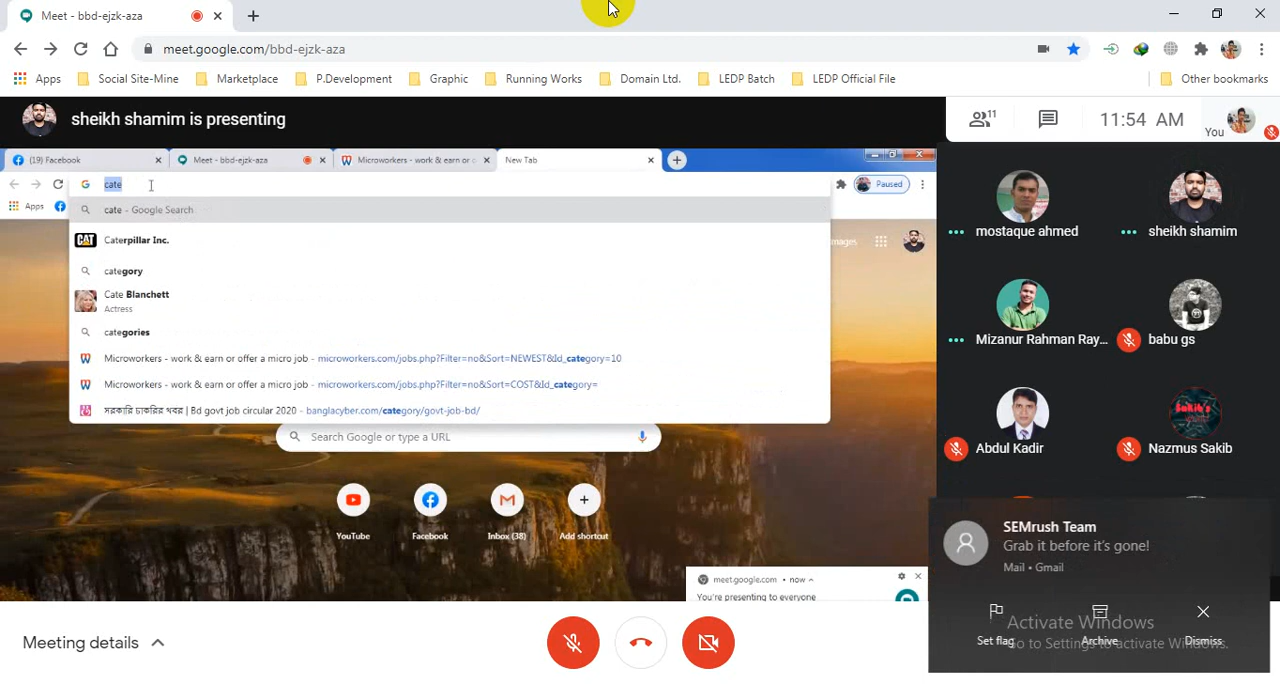 Meet - bbd-ejzk-aza
meet.google.com/bbd-ejzk-aza
Apps Social Site-Mine Marketplace P.Development Graphic Running Works Domain Ltd. LEDP Batch LEDP Official File Other bookmarks
sheikh shamim is presenting
11
11:54 AM
You
(19) Facebook Meet - bbd-ejzk-aza Microworkers - work & earn or o New Tab
cate
Paused
Apps
cate - Google Search
CAT Caterpillar Inc.
images
category
Cate Blanchett
Actress
categories
Microworkers - work & earn or offer a micro job - microworkers.com/jobs.php?Filter=no&Sort=NEWEST&Id_category=10
Microworkers - work & earn or offer a micro job - microworkers.com/jobs.php?Filter=no&Sort=COST&Id_category=
সরকারি চাকরির খবর | Bd govt job circular 2020 - banglacyber.com/category/govt-job-bd/
Search Google or type a URL
YouTube Facebook Inbox (38) Add shortcut
meet.google.com • now
You're presenting to everyone
mostaque ahmed sheikh shamim
Mizanur Rahman Ray... babu gs
Abdul Kadir Nazmus Sakib
SEMrush Team
Grab it before it's gone!
Mail • Gmail
Set flag Archive Dismiss
Activate Windows
Go to Settings to activate Windows.
Meeting details